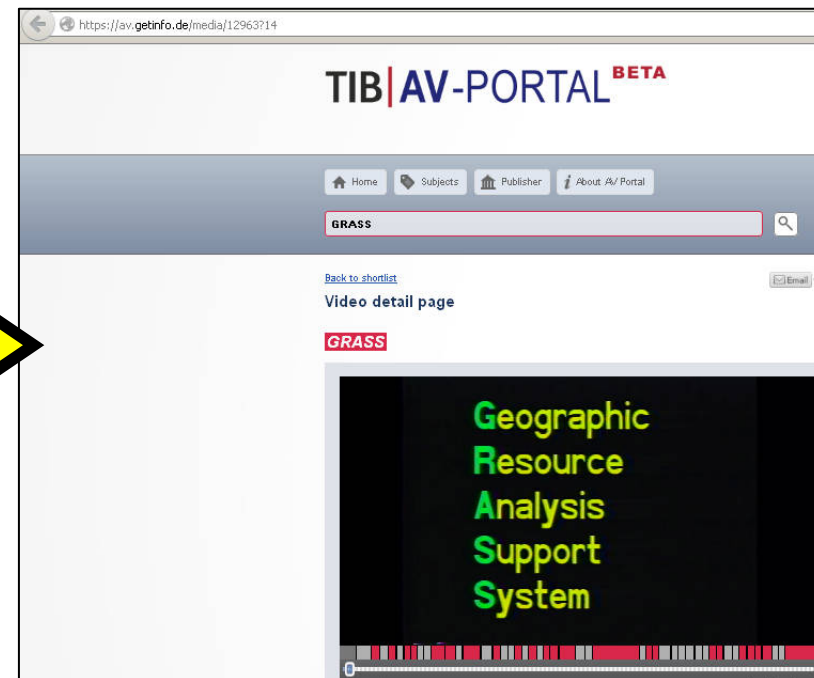 https://av.getinfo.de/media/12963?14
TIB|AV-PORTAL BETA
Home Subjects Publisher i About AV Portal
GRASS
Back to shortlist Email
Video detail page
GRASS
Geographic
Resource
Analysis
Support
System